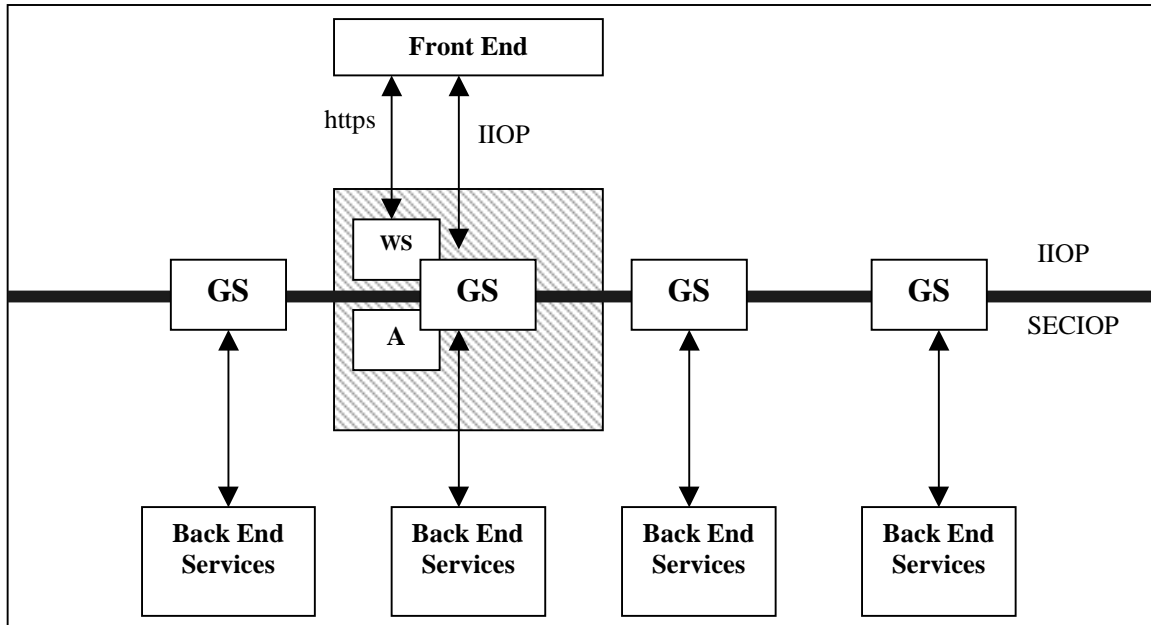 Front End
https
IIOP
WS
GS
GS
GS
GS
IIOP
SECIOP
A
Back End
Services
Back End
Services
Back End
Services
Back End
Services